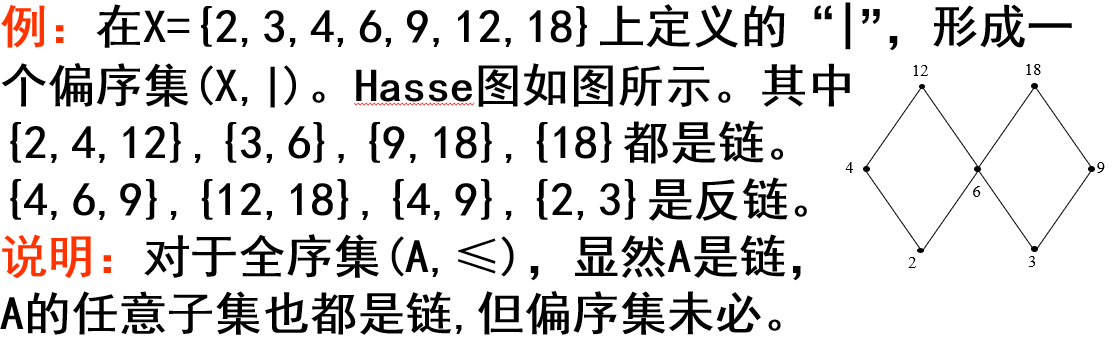 例：在X={2,3,4,6,9,12,18}上定义的“|”，形成一
个偏序集(X,|)。Hasse图如图所示。其中
{2,4,12},{3,6},{9,18},{18}都是链。
{4,6,9},{12,18},{4,9},{2,3}是反链。
说明：对于全序集(A,≤)，显然A是链，
A的任意子集也都是链,但偏序集未必。
12 18
4 6 9
2 3